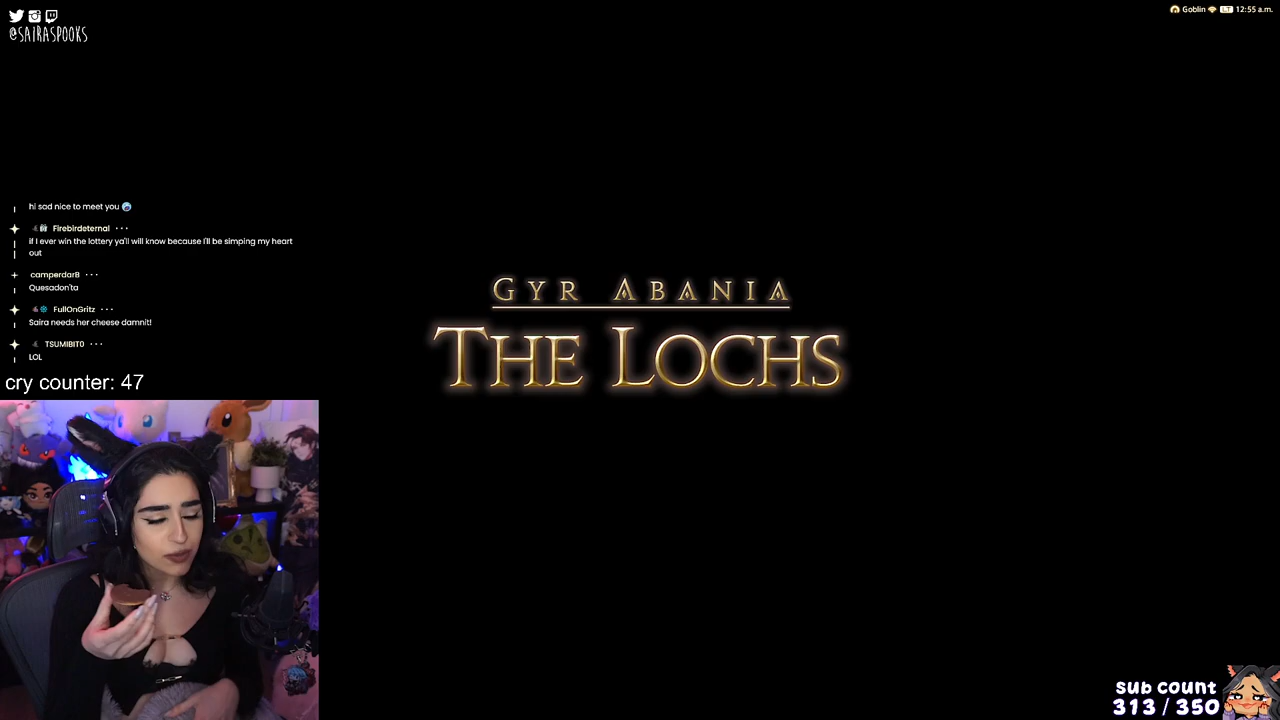 @SAIRASPOOKS
Goblin LT 12:55 a.m.
hi sad nice to meet you
Firebirdeternal
if I ever win the lottery ya'll will know because I'll be simping my heart
out
camperdar8
Quesadon'ta
FullOnGritz
Saira needs her cheese damnit!
TSUMIBIT0
LOL
cry counter: 47
GYR ABANIA
THE LOCHS
sub count
313 / 350